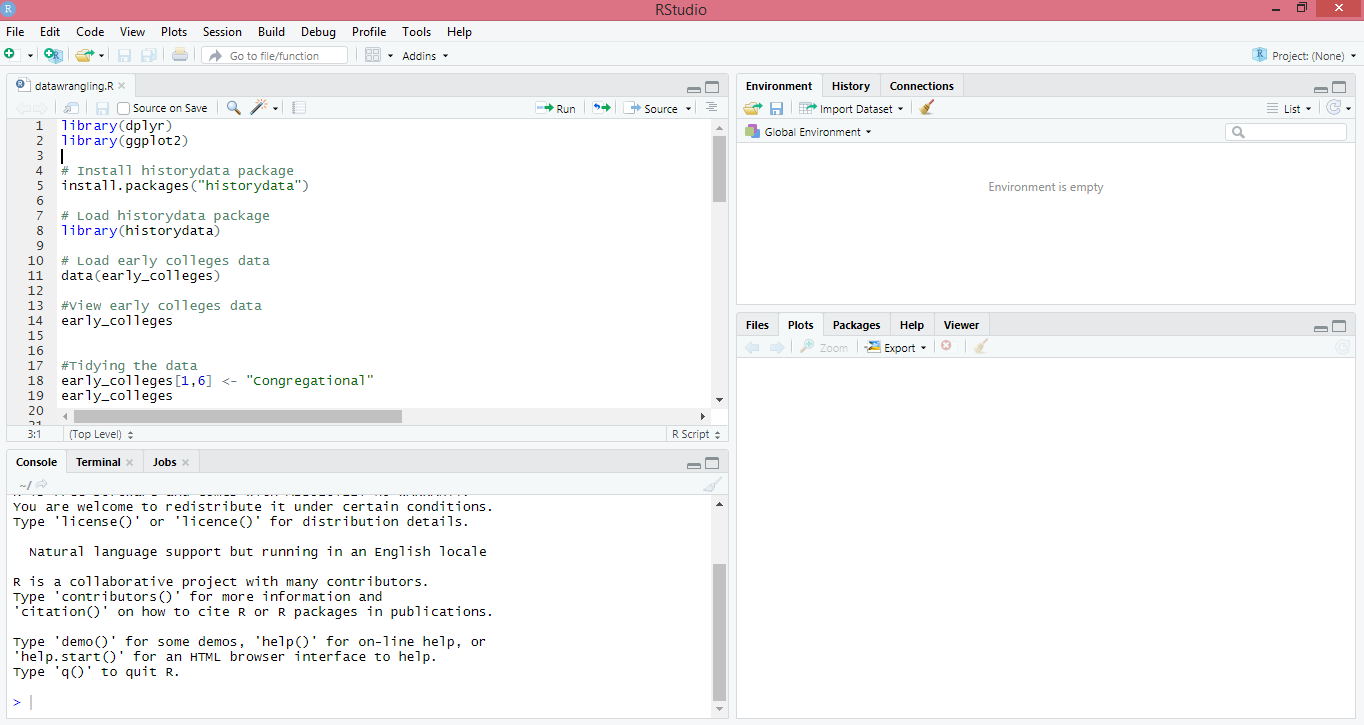 RStudio
File Edit Code View Plots Session Build Debug Profile Tools Help
Go to file/function Addins Project: (None)
datawrangling.R
Source on Save Run Source
1 library(dplyr)
2 library(ggplot2)
3
4 # Install historydata package
5 install.packages("historydata")
6
7 # Load historydata package
8 library(historydata)
9
10 # Load early colleges data
11 data(early_colleges)
12
13 #View early colleges data
14 early_colleges
15
16
17 #Tidying the data
18 early_colleges[1,6] <- "Congregational"
19 early_colleges
20
21
3:1 (Top Level) R Script
Console Terminal Jobs
~/
You are welcome to redistribute it under certain conditions.
Type 'license()' or 'licence()' for distribution details.
Natural language support but running in an English locale
R is a collaborative project with many contributors.
Type 'contributors()' for more information and
'citation()' on how to cite R or R packages in publications.
Type 'demo()' for some demos, 'help()' for on-line help, or
'help.start()' for an HTML browser interface to help.
Type 'q()' to quit R.
>
Environment History Connections
Import Dataset List
Global Environment
Environment is empty
Files Plots Packages Help Viewer
Zoom Export